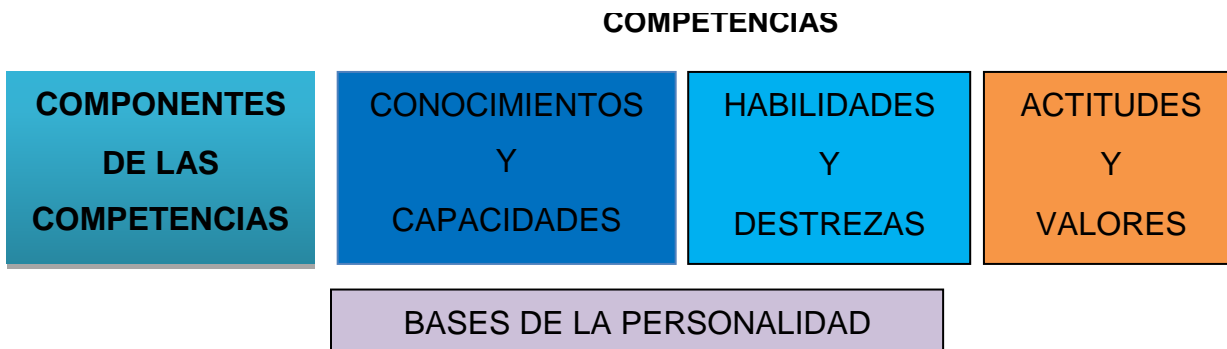 COMPETENCIAS
COMPONENTES
DE LAS
COMPETENCIAS
CONOCIMIENTOS
Y
CAPACIDADES
HABILIDADES
Y
DESTREZAS
ACTITUDES
Y
VALORES
BASES DE LA PERSONALIDAD